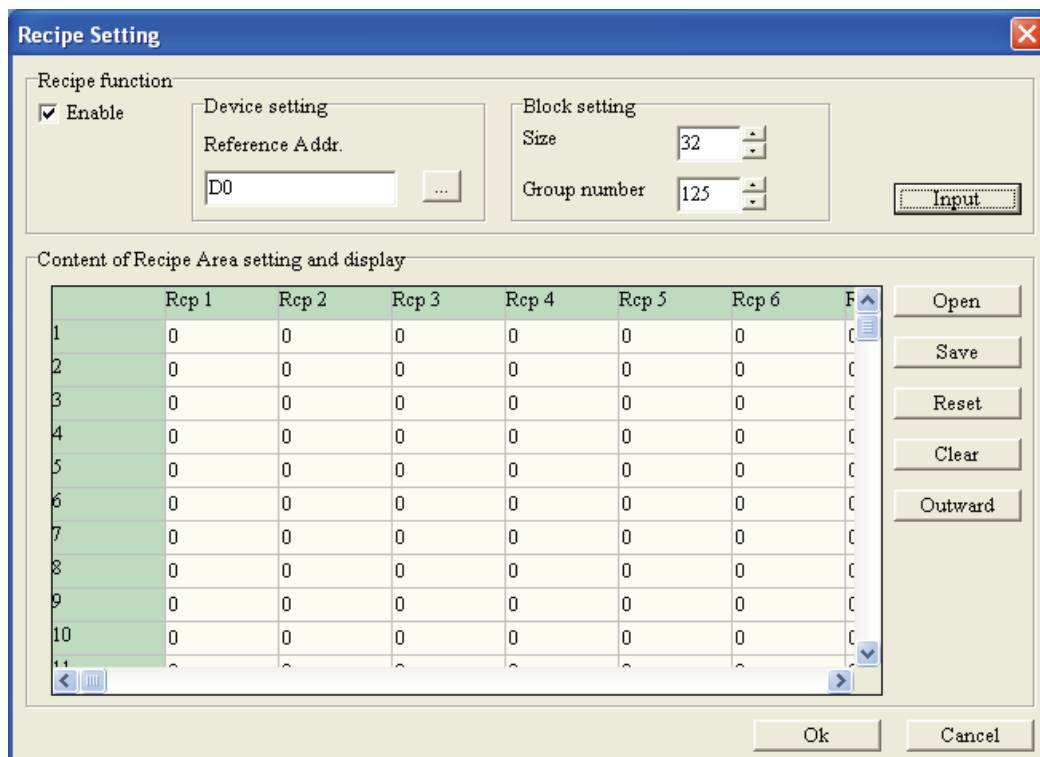 Recipe Setting
Recipe function
Enable
Device setting
Reference Addr.
D0
...
Block setting
Size
32
Group number
125
Input
Content of Recipe Area setting and display
Rcp 1 Rcp 2 Rcp 3 Rcp 4 Rcp 5 Rcp 6
1 0 0 0 0 0 0
2 0 0 0 0 0 0
3 0 0 0 0 0 0
4 0 0 0 0 0 0
5 0 0 0 0 0 0
6 0 0 0 0 0 0
7 0 0 0 0 0 0
8 0 0 0 0 0 0
9 0 0 0 0 0 0
10 0 0 0 0 0 0
Open
Save
Reset
Clear
Outward
Ok
Cancel